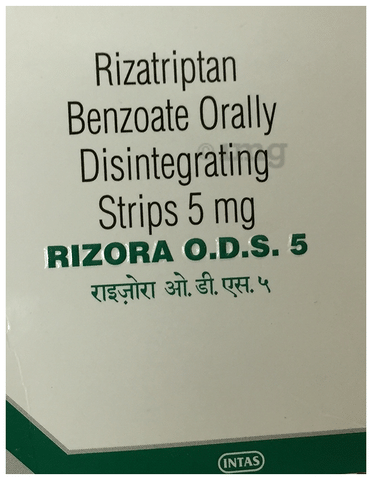 Rizatriptan
Benzoate Orally
Disintegrating
Strips 5 mg
RIZORA O.D.S. 5
राइज़ोरा ओ.डी.एस.५
INTAS